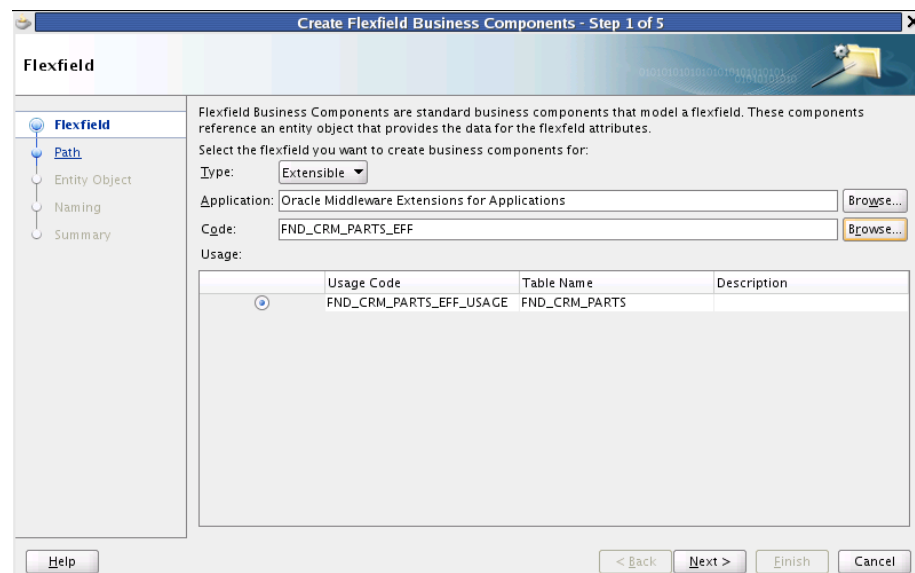 Create Flexfield Business Components - Step 1 of 5
Flexfield
Flexfield
Path
Entity Object
Naming
Summary
Flexfield Business Components are standard business components that model a flexfield. These components
reference an entity object that provides the data for the flexfeld attributes.
Select the flexfield you want to create business components for:
Type: Extensible
Application: Oracle Middleware Extensions for Applications Browse...
Code: FND_CRM_PARTS_EFF Browse...
Usage:
Usage Code Table Name Description
FND_CRM_PARTS_EFF_USAGE FND_CRM_PARTS
Help < Back Next > Finish Cancel